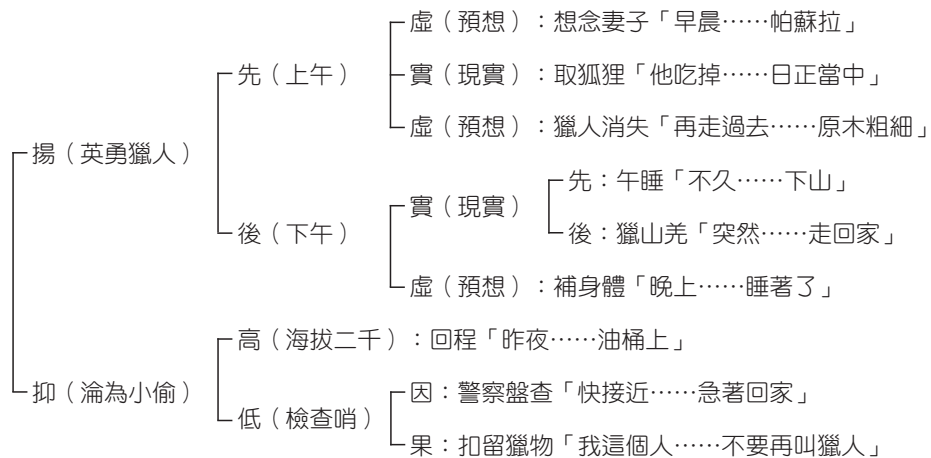 虛（預想）：想念妻子「早晨⋯⋯帕蘇拉」
先（上午）
實（現實）：取狐狸「他吃掉⋯⋯日正當中」
虛（預想）：獵人消失「再走過去⋯⋯原木粗細」
揚（英勇獵人）
先：午睡「不久⋯⋯下山」
實（現實）
後（下午）
後：獵山羌「突然⋯⋯走回家」
虛（預想）：補身體「晚上⋯⋯睡著了」
高（海拔二千）：回程「昨夜⋯⋯油桶上」
抑（淪為小偷）
因：警察盤查「快接近⋯⋯急著回家」
低（檢查哨）
果：扣留獵物「我這個人⋯⋯不要再叫獵人」